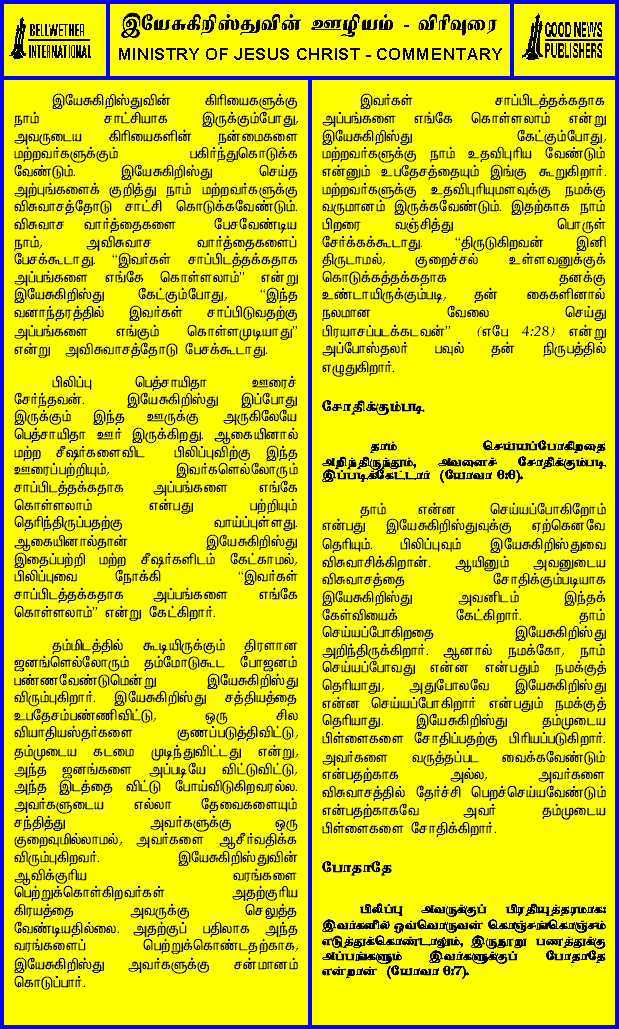 BELLWETHER
INTERNATIONAL
இயேசுகிறிஸ்துவின் ஊழியம் - விரிவுரை
MINISTRY OF JESUS CHRIST - COMMENTARY
GOOD NEWS
PUBLISHERS
இயேசுகிறிஸ்துவின் கிரியைகளுக்கு
நாம் சாட்சியாக இருக்கும்போது,
அவருடைய கிரியைகளின் நன்மைகளை
மற்றவர்களுக்கும் பகிர்ந்துகொடுக்க
வேண்டும். இயேசுகிறிஸ்து செய்த
அற்புங்களைக் குறித்து நாம் மற்றவர்களுக்கு
விசுவாசத்தோடு சாட்சி கொடுக்கவேண்டும்.
விசுவாச வார்த்தைகளை பேசவேண்டிய
நாம், அவிசுவாச வார்த்தைகளைப்
பேசக்கூடாது. “இவர்கள் சாப்பிடத்தக்கதாக
அப்பங்களை எங்கே கொள்ளலாம்” என்று
இயேசுகிறிஸ்து கேட்கும்போது, “இந்த
வனாந்தரத்தில் இவர்கள் சாப்பிடுவதற்கு
அப்பங்களை எங்கும் கொள்ளமுடியாது”
என்று அவிசுவாசத்தோடு பேசக்கூடாது.
பிலிப்பு பெத்சாயிதா ஊரைச்
சேர்ந்தவன். இயேசுகிறிஸ்து இப்போது
இருக்கும் இந்த ஊருக்கு அருகிலேயே
பெத்சாயிதா ஊர் இருக்கிறது. ஆகையினால்
மற்ற சீஷர்களைவிட பிலிப்புவிற்கு இந்த
ஊரைப்பற்றியும், இவர்களெல்லோரும்
சாப்பிடத்தக்கதாக அப்பங்களை எங்கே
கொள்ளலாம் என்பது பற்றியும்
தெரிந்திருப்பதற்கு வாய்ப்புள்ளது.
ஆகையினால்தான் இயேசுகிறிஸ்து
இதைப்பற்றி மற்ற சீஷர்களிடம் கேட்காமல்,
பிலிப்புவை நோக்கி “இவர்கள்
சாப்பிடத்தக்கதாக அப்பங்களை எங்கே
கொள்ளலாம்” என்று கேட்கிறார்.
தம்மிடத்தில் கூடியிருக்கும் திரளான
ஜனங்ளெல்லோரும் தம்மோடுகூட போஜனம்
பண்ணவேண்டுமென்று இயேசுகிறிஸ்து
விரும்புகிறார். இயேசுகிறிஸ்து சத்தியத்தை
உபதேசம்பண்ணிவிட்டு, ஒரு சில
வியாதியஸ்தர்களை குணப்படுத்திவிட்டு,
தம்முடைய கடமை முடிந்துவிட்டது என்று,
அந்த ஜனங்களை அப்படியே விட்டுவிட்டு,
அந்த இடத்தை விட்டு போய்விடுகிறவரல்ல.
அவர்களுடைய எல்லா தேவைகளையும்
சந்தித்து அவர்களுக்கு ஒரு
குறைவுமில்லாமல், அவர்களை ஆசீர்வதிக்க
விரும்புகிறவர். இயேசுகிறிஸ்துவின்
ஆவிக்குரிய வரங்களை
பெற்றுக்கொள்கிறவர்கள் அதற்குரிய
கிரயத்தை அவருக்கு செலுத்த
வேண்டியதில்லை. அதற்குப் பதிலாக அந்த
வரங்களைப் பெற்றுக்கொண்டதற்காக,
இயேசுகிறிஸ்து அவர்களுக்கு சன்மானம்
கொடுப்பார்.
இவர்கள் சாப்பிடத்தக்கதாக
அப்பங்களை எங்கே கொள்ளலாம் என்று
இயேசுகிறிஸ்து கேட்கும்போது,
மற்றவர்களுக்கு நாம் உதவிபுரிய வேண்டும்
என்னும் உபதேசத்தையும் இங்கு கூறுகிறார்.
மற்றவர்களுக்கு உதவிபுரியுமளவுக்கு நமக்கு
வருமானம் இருக்கவேண்டும். இதற்காக நாம்
பிறரை வஞ்சித்து பொருள்
சேர்க்கக்கூடாது. “திருடுகிறவன் இனி
திருடாமல், குறைச்சல் உள்ளவனுக்குக்
கொடுக்கத்தக்கதாக தனக்கு
உண்டாயிருக்கும்படி, தன் கைகளினால்
நலமான வேலை செய்து
பிரயாசப்படக்கடவன்” (எபே 4:28) என்று
அப்போஸ்தலர் பவுல் தன் நிருபத்தில்
எழுதுகிறார்.
சோதிக்கும்படி
தாம் செய்யப்போகிறதை
அறிந்திருந்தும், அவனைச் சோதிக்கும்படி
இப்படிக்கேட்டார் (யோவா 6:6).
தாம் என்ன செய்யப்போகிறோம்
என்பது இயேசுகிறிஸ்துவுக்கு ஏற்கெனவே
தெரியும். பிலிப்புவும் இயேசுகிறிஸ்துவை
விசுவாசிக்கிறான். ஆயினும் அவனுடைய
விசுவாசத்தை சோதிக்கும்படியாக
இயேசுகிறிஸ்து அவனிடம் இந்தக்
கேள்வியைக் கேட்கிறார். தாம்
செய்யப்போகிறதை இயேசுகிறிஸ்து
அறிந்திருக்கிறார். ஆனால் நமக்கோ, நாம்
செய்யப்போவது என்ன என்பதும் நமக்குத்
தெரியாது, அதுபோலவே இயேசுகிறிஸ்து
என்ன செய்யப்போகிறார் என்பதும் நமக்குத்
தெரியாது. இயேசுகிறிஸ்து தம்முடைய
பிள்ளைகளை சோதிப்பதற்கு பிரியப்படுகிறார்.
அவர்களை வருத்தப்பட வைக்கவேண்டும்
என்பதற்காக அல்ல, அவர்களை
விசுவாசத்தில் தேர்ச்சி பெறச்செய்யவேண்டும்
என்பதற்காகவே அவர் தம்முடைய
பிள்ளைகளை சோதிக்கிறார்.
போதாதே
பிலிப்பு அவருக்குப் பிரதியுத்தரமாக:
இவர்களில் ஒவ்வொருவன் கொஞ்சங்கொஞ்சம்
எடுத்துக்கொண்டாலும், இருநூறு பணத்துக்கு
அப்பங்களும் இவர்களுக்குப் போதாதே
என்றான் (யோவா 6:7).